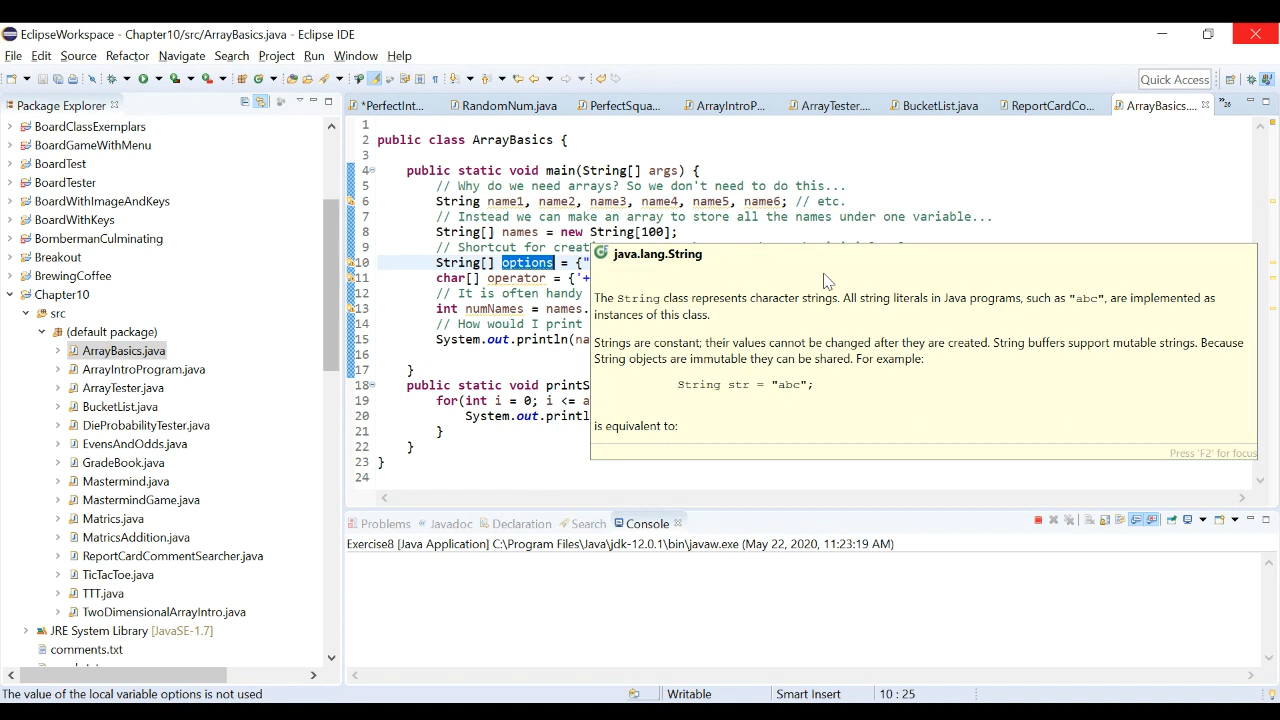 EclipseWorkspace - Chapter10/src/ArrayBasics.java - Eclipse IDE
File Edit Source Refactor Navigate Search Project Run Window Help
Quick Access
Package Explorer
*PerfectInt... RandomNum.java PerfectSqua... ArrayIntroP... ArrayTester.... BucketList.java ReportCardCo... ArrayBasics.... »26
BoardClassExemplars
BoardGameWithMenu
BoardTest
BoardTester
BoardWithImageAndKeys
BoardWithKeys
BombermanCulminating
Breakout
BrewingCoffee
Chapter10
src
(default package)
ArrayBasics.java
ArrayIntroProgram.java
ArrayTester.java
BucketList.java
DieProbabilityTester.java
EvensAndOdds.java
GradeBook.java
Mastermind.java
MastermindGame.java
Matrics.java
MatricsAddition.java
ReportCardCommentSearcher.java
TicTacToe.java
TTT.java
TwoDimensionalArrayIntro.java
JRE System Library [JavaSE-1.7]
comments.txt
1
2 public class ArrayBasics {
3
4 public static void main(String[] args) {
5 // Why do we need arrays? So we don't need to do this...
6 String name1, name2, name3, name4, name5, name6; // etc.
7 // Instead we can make an array to store all the names under one variable...
8 String[] names = new String[100];
9 // Shortcut for creati
10 String[] options = {"
11 char[] operator = {'+
12 // It is often handy
13 int numNames = names.
14 // How would I print
15 System.out.println(na
16
17 }
18 public static void printS
19 for(int i = 0; i <= a
20 System.out.printl
21 }
22 }
23 }
24
java.lang.String
The String class represents character strings. All string literals in Java programs, such as "abc", are implemented as
instances of this class.
Strings are constant; their values cannot be changed after they are created. String buffers support mutable strings. Because
String objects are immutable they can be shared. For example:
String str = "abc";
is equivalent to:
Press 'F2' for focus
Problems Javadoc Declaration Search Console
Exercise8 [Java Application] C:\Program Files\Java\jdk-12.0.1\bin\javaw.exe (May 22, 2020, 11:23:19 AM)
The value of the local variable options is not used
Writable
Smart Insert
10 : 25